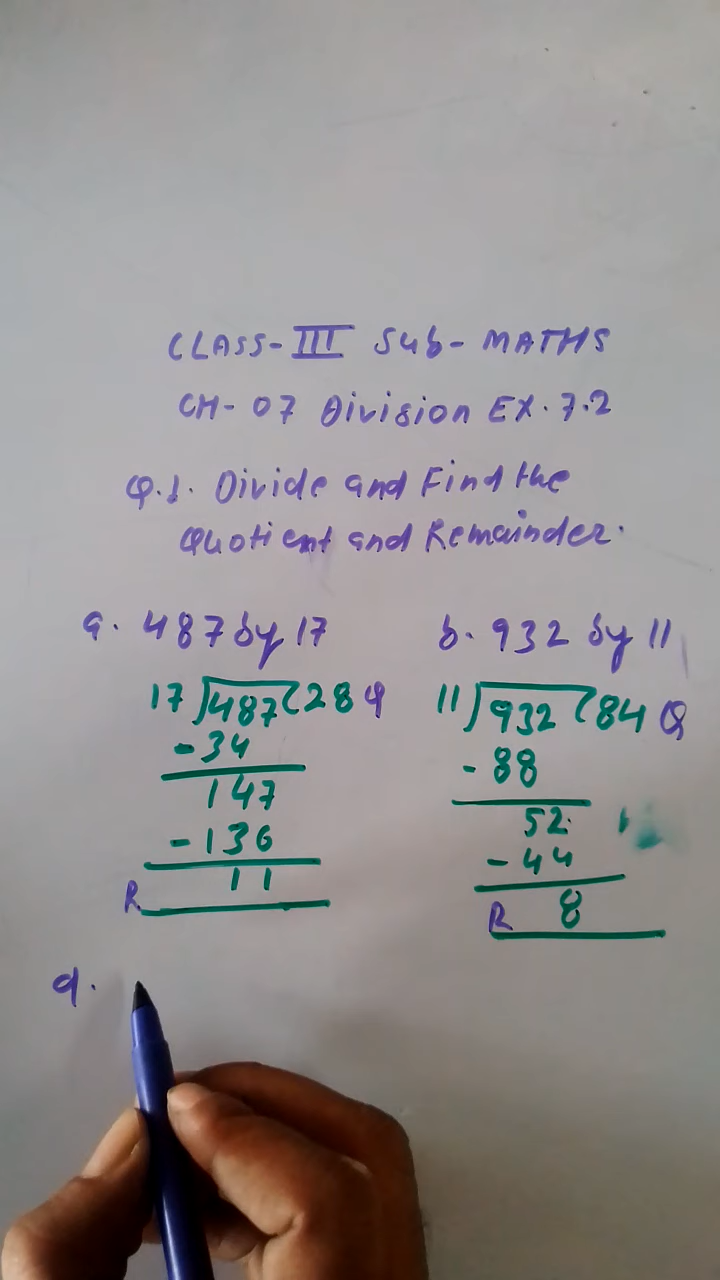 CLASS-III Sub- MATHS
CH- 07 Division EX. 7.2
Q.1. Divide and Find the
Quotient and Remainder.
a. 487 by 17
17)487(28 Q
-34
147
-136
R 11
b. 932 by 11
11)932(84 Q
-88
52
-44
R 8
d.